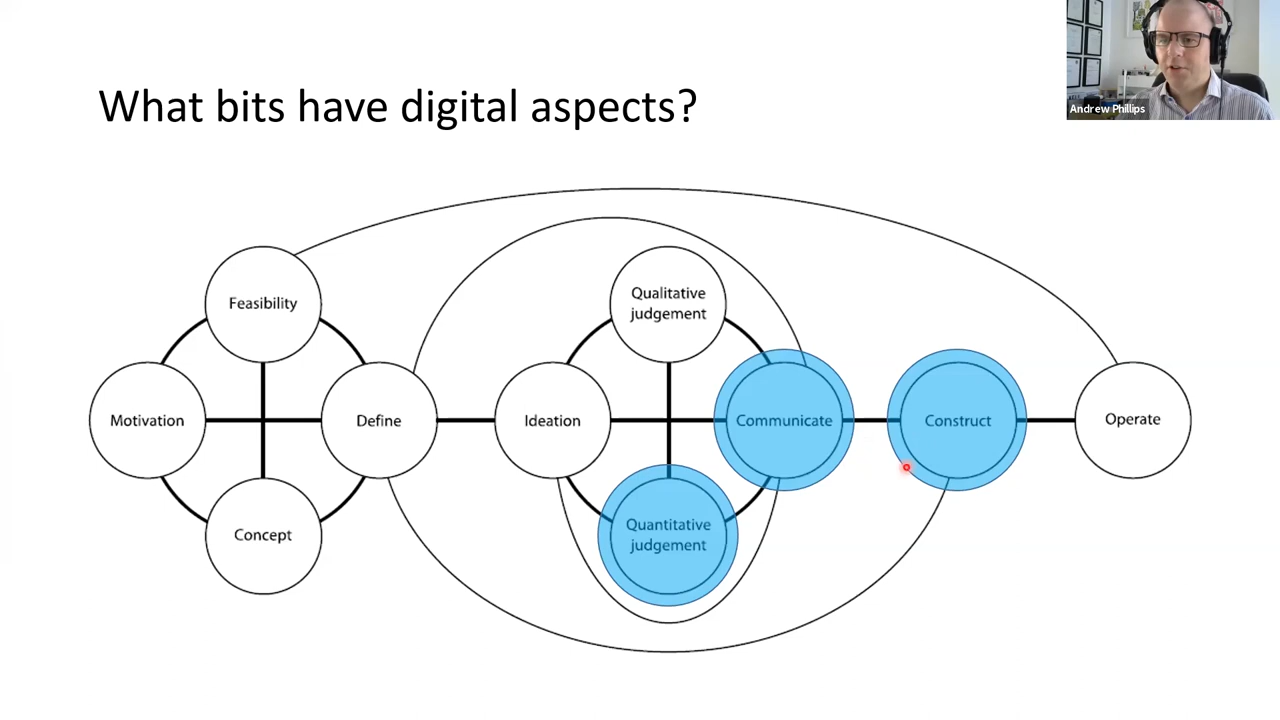 What bits have digital aspects?
Andrew Phillips
Feasibility
Qualitative
judgement
Motivation
Define
Ideation
Communicate
Construct
Operate
Concept
Quantitative
judgement